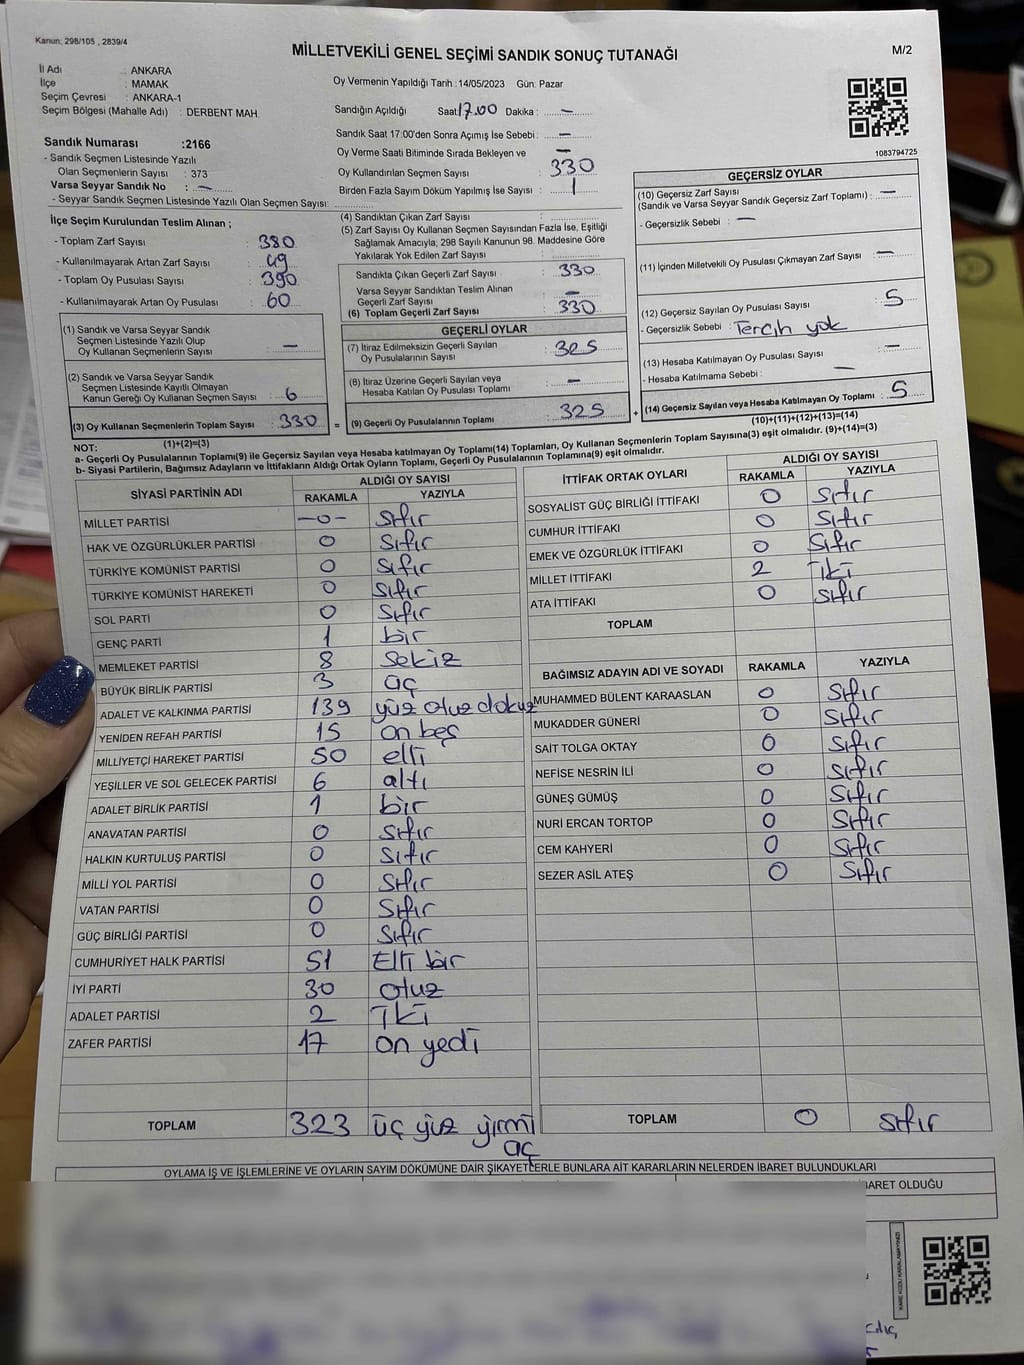 Kanun: 298/105 , 2839/4
MİLLETVEKİLİ GENEL SEÇİMİ SANDIK SONUÇ TUTANAĞI
M/2
İl Adı : ANKARA
İlçe : MAMAK
Seçim Çevresi : ANKARA-1
Seçim Bölgesi (Mahalle Adı) : DERBENT MAH.
Sandık Numarası :2166
- Sandık Seçmen Listesinde Yazılı
Olan Seçmenlerin Sayısı : 373
Varsa Seyyar Sandık No : —
- Seyyar Sandık Seçmen Listesinde Yazılı Olan Seçmen Sayısı:
Oy Vermenin Yapıldığı Tarih : 14/05/2023 Gün: Pazar
Sandığın Açıldığı Saat 17.00 Dakika : —
Sandık Saat 17:00'den Sonra Açımış İse Sebebi : —
Oy Verme Saati Bitiminde Sırada Bekleyen ve —
Oy Kullandırılan Seçmen Sayısı : 330
Birden Fazla Sayım Döküm Yapılmış İse Sayısı : 1
1083794725
İlçe Seçim Kurulundan Teslim Alınan ;
- Toplam Zarf Sayısı : 380
- Kullanılmayarak Artan Zarf Sayısı : 49
- Toplam Oy Pusulası Sayısı : 390
- Kullanılmayarak Artan Oy Pusulası : 60
(1) Sandık ve Varsa Seyyar Sandık
Seçmen Listesinde Yazılı Olup
Oy Kullanan Seçmenlerin Sayısı : —
(2) Sandık ve Varsa Seyyar Sandık
Seçmen Listesinde Kayıtlı Olmayan
Kanun Gereği Oy Kullanan Seçmen Sayısı : 6
(3) Oy Kullanan Seçmenlerin Toplam Sayısı : 330
(1)+(2)=(3)
(4) Sandıktan Çıkan Zarf Sayısı :
(5) Zarf Sayısı Oy Kullanan Seçmen Sayısından Fazla İse, Eşitliği
Sağlamak Amacıyla; 298 Sayılı Kanunun 98. Maddesine Göre
Yakılarak Yok Edilen Zarf Sayısı :
Sandıkta Çıkan Geçerli Zarf Sayısı : 330
Varsa Seyyar Sandıktan Teslim Alınan
Geçerli Zarf Sayısı : —
(6) Toplam Geçerli Zarf Sayısı : 330
GEÇERLİ OYLAR
(7) İtiraz Edilmeksizin Geçerli Sayılan
Oy Pusulalarının Sayısı : 325
(8) İtiraz Üzerine Geçerli Sayılan veya
Hesaba Katılan Oy Pusulası Toplamı : —
= (9) Geçerli Oy Pusulalarının Toplamı : 325
GEÇERSİZ OYLAR
(10) Geçersiz Zarf Sayısı
(Sandık ve Varsa Seyyar Sandık Geçersiz Zarf Toplamı) : —
- Geçersizlik Sebebi : —
(11) İçinden Milletvekili Oy Pusulası Çıkmayan Zarf Sayısı : —
(12) Geçersiz Sayılan Oy Pusulası Sayısı : 5
- Geçersizlik Sebebi : Tercih yok
(13) Hesaba Katılmayan Oy Pusulası Sayısı : —
- Hesaba Katılmama Sebebi : —
+ (14) Geçersiz Sayılan veya Hesaba Katılmayan Oy Toplamı : 5
(10)+(11)+(12)+(13)=(14)
NOT:
a- Geçerli Oy Pusulasının Toplamı(9) ile Geçersiz Sayılan veya Hesaba katılmayan Oy Toplamı(14) Toplamları, Oy Kullanan Seçmenlerin Toplam Sayısına(3) eşit olmalıdır. (9)+(14)=(3)
b- Siyasi Partilerin, Bağımsız Adayların ve İttifakların Aldığı Ortak Oyların Toplamı, Geçerli Oy Pusulalarının Toplamına(9) eşit olmalıdır.
SİYASİ PARTİNİN ADI ALDIĞI OY SAYISI
RAKAMLA YAZIYLA
MİLLET PARTİSİ —0— sıfır
HAK VE ÖZGÜRLÜKLER PARTİSİ 0 sıfır
TÜRKİYE KOMÜNİST PARTİSİ 0 sıfır
TÜRKİYE KOMÜNİST HAREKETİ 0 sıfır
SOL PARTİ 0 sıfır
GENÇ PARTİ 1 bir
MEMLEKET PARTİSİ 8 sekiz
BÜYÜK BİRLİK PARTİSİ 3 üç
ADALET VE KALKINMA PARTİSİ 139 yüz otuz dokuz
YENİDEN REFAH PARTİSİ 15 on beş
MİLLİYETÇİ HAREKET PARTİSİ 50 elli
YEŞİLLER VE SOL GELECEK PARTİSİ 6 altı
ADALET BİRLİK PARTİSİ 1 bir
ANAVATAN PARTİSİ 0 sıfır
HALKIN KURTULUŞ PARTİSİ 0 sıfır
MİLLİ YOL PARTİSİ 0 sıfır
VATAN PARTİSİ 0 sıfır
GÜÇ BİRLİĞİ PARTİSİ 0 sıfır
CUMHURİYET HALK PARTİSİ 51 Elli bir
İYİ PARTİ 30 otuz
ADALET PARTİSİ 2 iki
ZAFER PARTİSİ 17 on yedi
TOPLAM 323 üç yüz yirmi
üç
İTTİFAK ORTAK OYLARI ALDIĞI OY SAYISI
RAKAMLA YAZIYLA
SOSYALİST GÜÇ BİRLİĞİ İTTİFAKI 0 sıfır
CUMHUR İTTİFAKI 0 sıfır
EMEK VE ÖZGÜRLÜK İTTİFAKI 0 sıfır
MİLLET İTTİFAKI 2 iki
ATA İTTİFAKI 0 sıfır
TOPLAM
BAĞIMSIZ ADAYIN ADI VE SOYADI RAKAMLA YAZIYLA
MUHAMMED BÜLENT KARAASLAN 0 sıfır
MUKADDER GÜNERİ 0 sıfır
SAİT TOLGA OKTAY 0 sıfır
NEFİSE NESRİN İLİ 0 sıfır
GÜNEŞ GÜMÜŞ 0 sıfır
NURİ ERCAN TORTOP 0 sıfır
CEM KAHYERİ 0 sıfır
SEZER ASİL ATEŞ 0 sıfır
TOPLAM 0 sıfır
OYLAMA İŞ VE İŞLEMLERİNE VE OYLARIN SAYIM DÖKÜMÜNE DAİR ŞİKAYETLERLE BUNLARA AİT KARARLARIN NELERDEN İBARET BULUNDUKLARI
BARET OLDUĞU